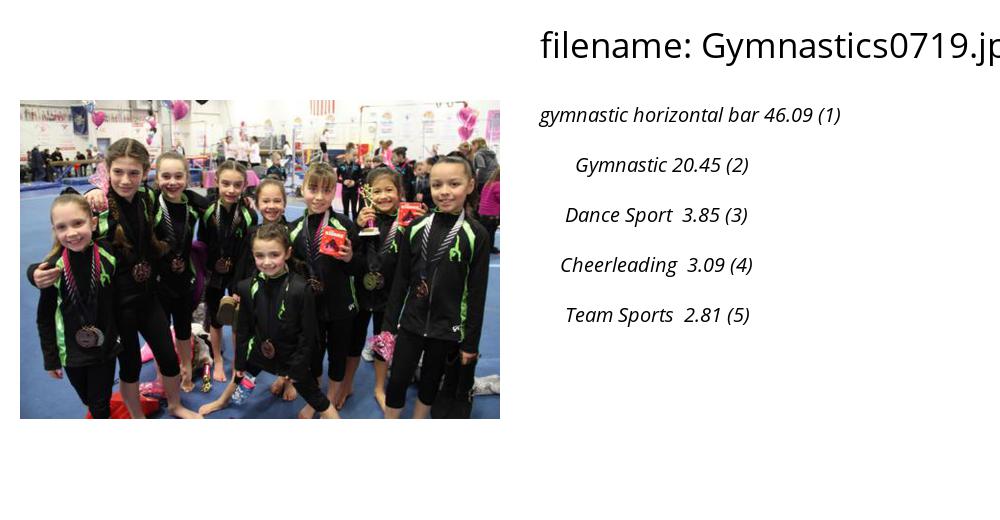 filename: Gymnastics0719.jp
gymnastic horizontal bar 46.09 (1)
Gymnastic 20.45 (2)
Dance Sport 3.85 (3)
Cheerleading 3.09 (4)
Team Sports 2.81 (5)